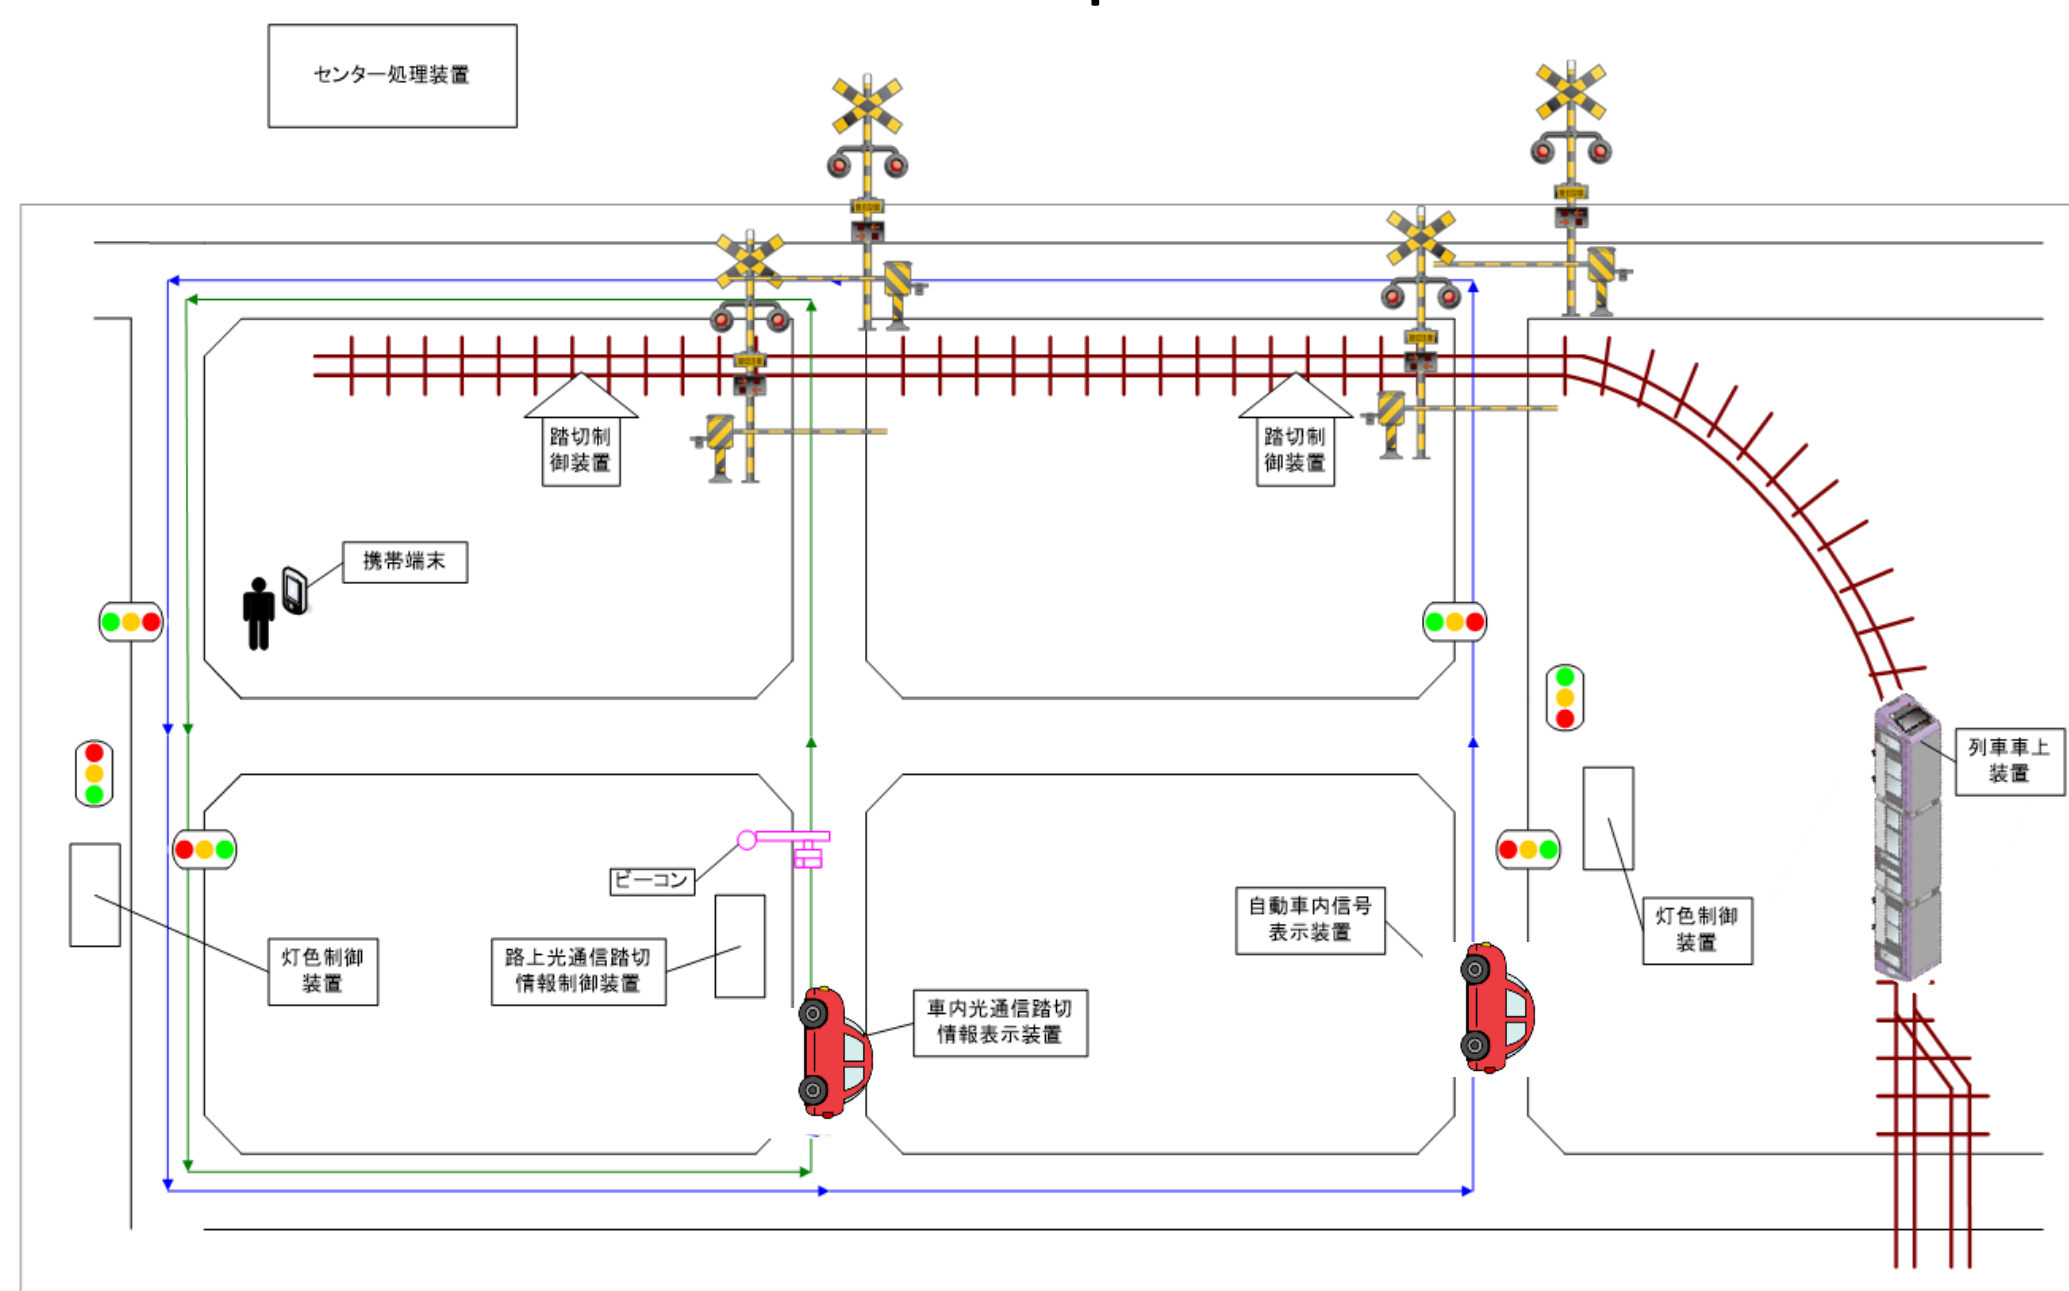 センター処理装置
踏切制
御装置
踏切制
御装置
携帯端末
列車車上
装置
ビーコン
自動車内信号
表示装置
灯色制御
装置
灯色制御
装置
路上光通信踏切
情報制御装置
車内光通信踏切
情報表示装置